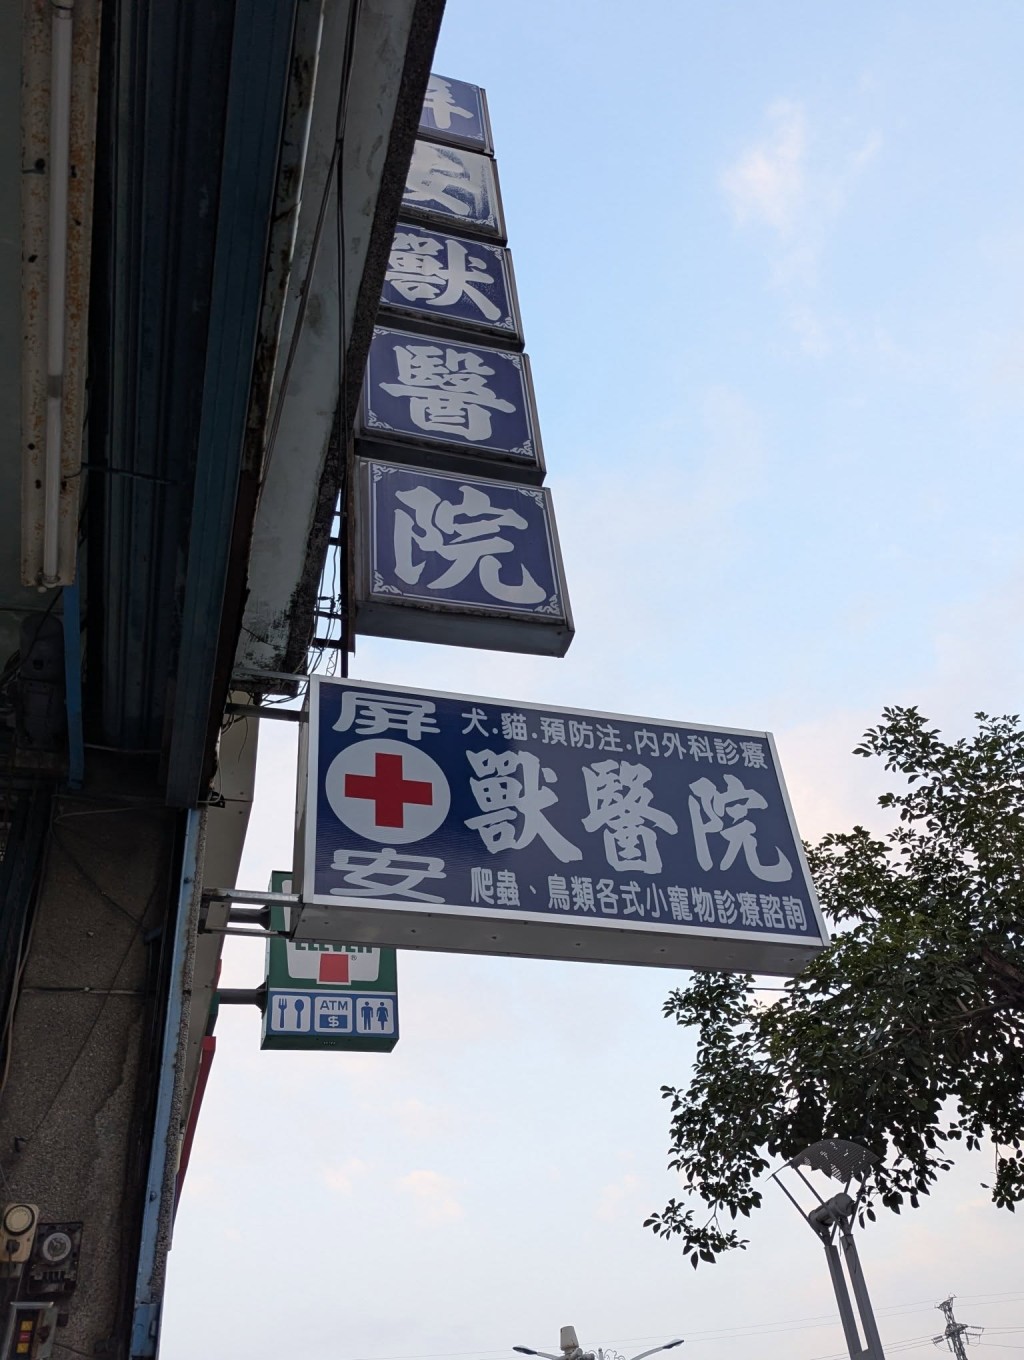 屏
安
獸
醫
院
屏
安
犬.貓.預防注.內外科診療
獸醫院
爬蟲、鳥類各式小寵物診療諮詢
ELEVEN
ATM
$